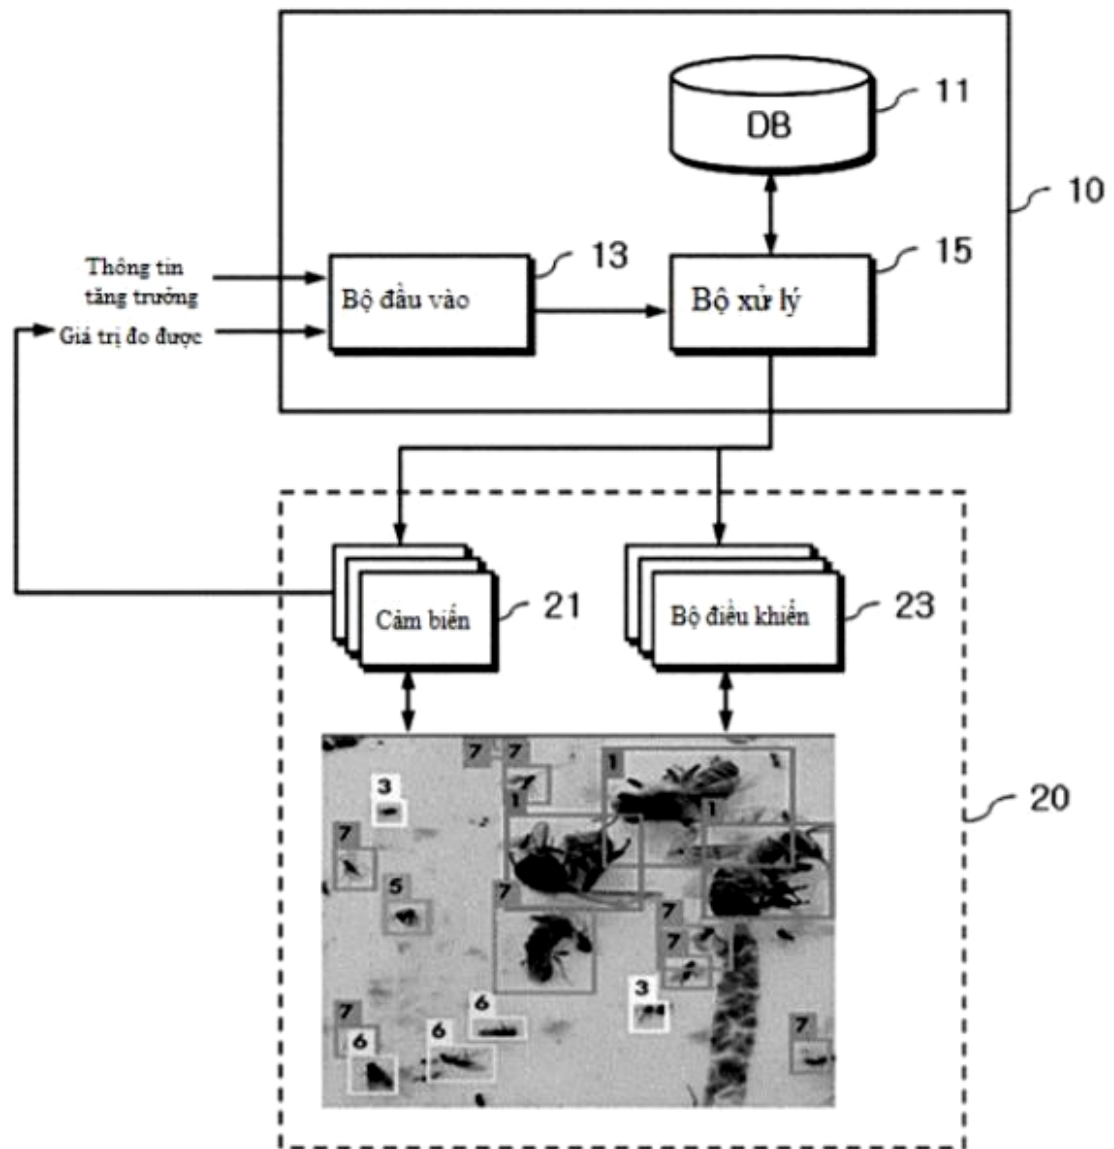 DB
11
10
13
15
Thông tin
tăng trưởng
Giá trị đo được
Bộ đầu vào
Bộ xử lý
Cảm biến
21
Bộ điều khiển
23
20
7 7
1
3
1
1
7
5
7
7
7
3
6
7
6
6
7